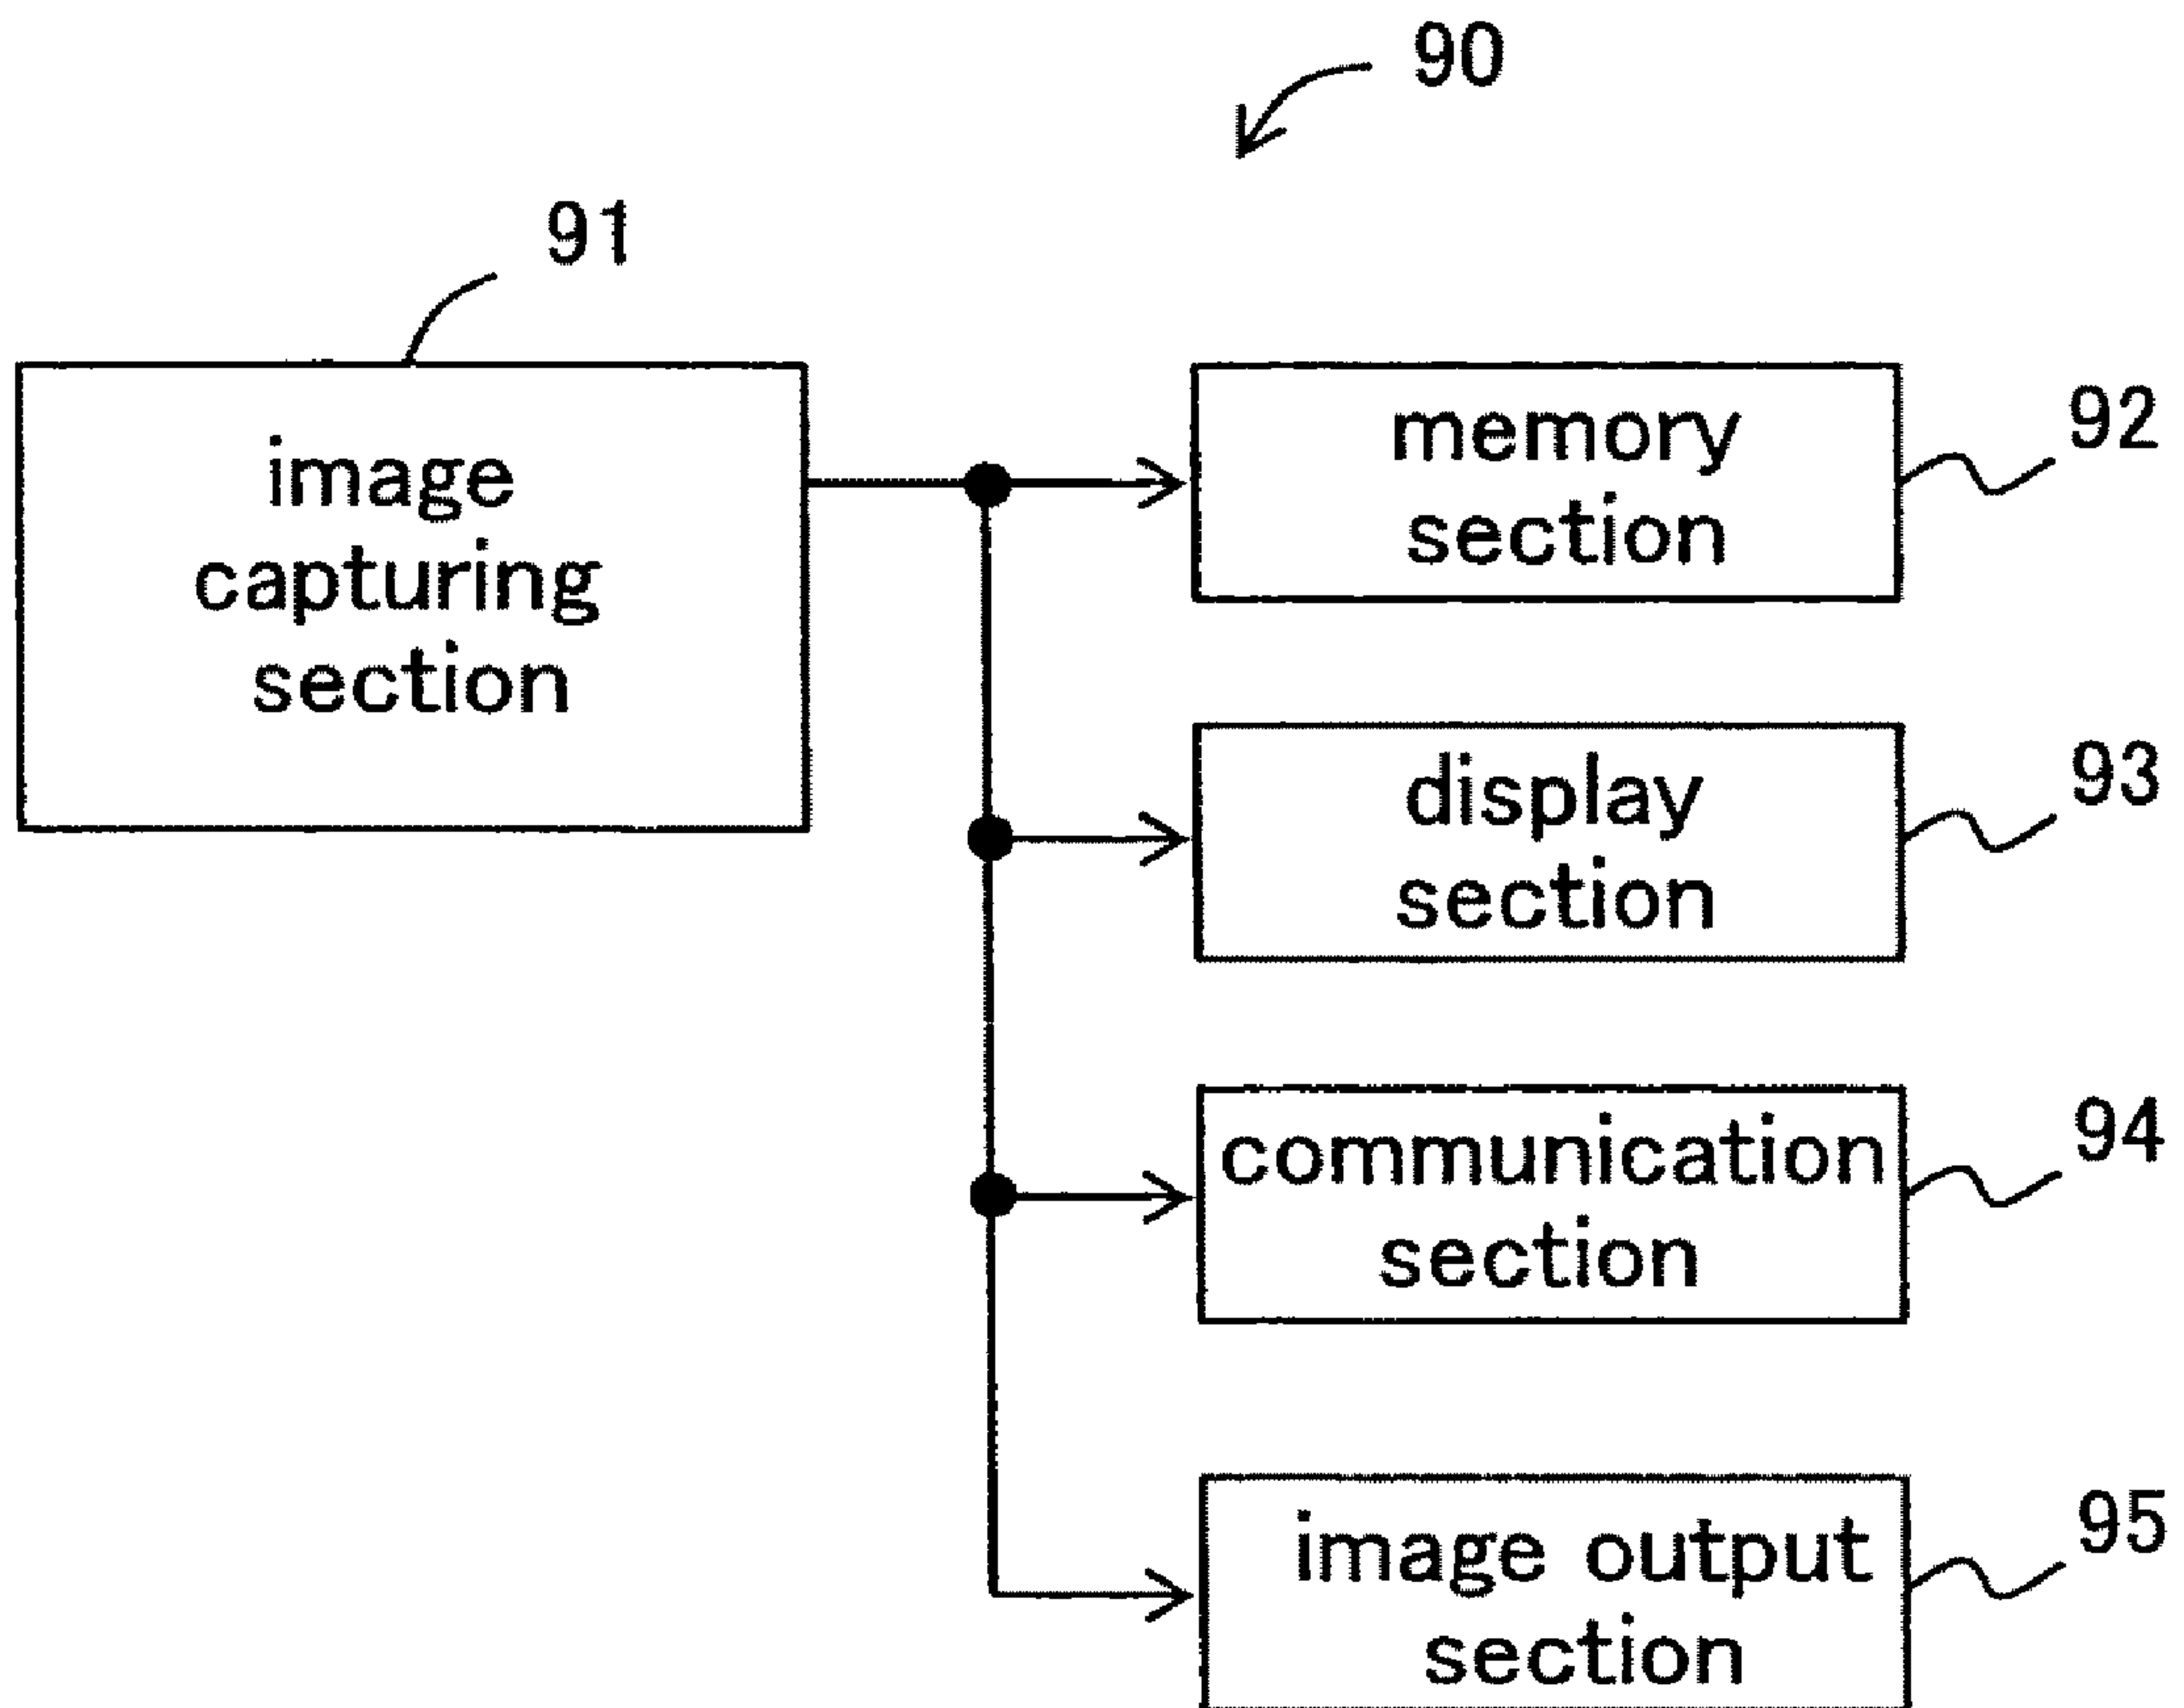 90
91
image
capturing
section
memory
section
92
display
section
93
communication
section
94
image output
section
95